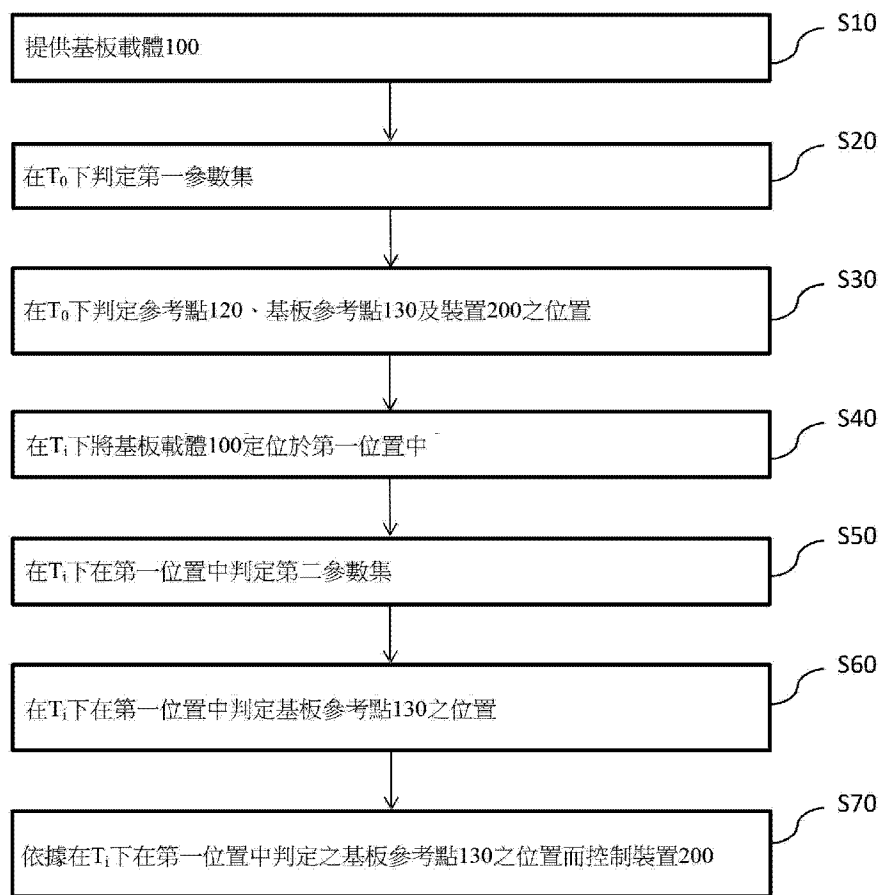 S10
提供基板載體100
S20
在T₀下判定第一參數集
S30
在T₀下判定參考點120、基板參考點130及裝置200之位置
S40
在Tᵢ下將基板載體100定位於第一位置中
S50
在Tᵢ下在第一位置中判定第二參數集
S60
在Tᵢ下在第一位置中判定基板參考點130之位置
S70
依據在Tᵢ下在第一位置中判定之基板參考點130之位置而控制裝置200